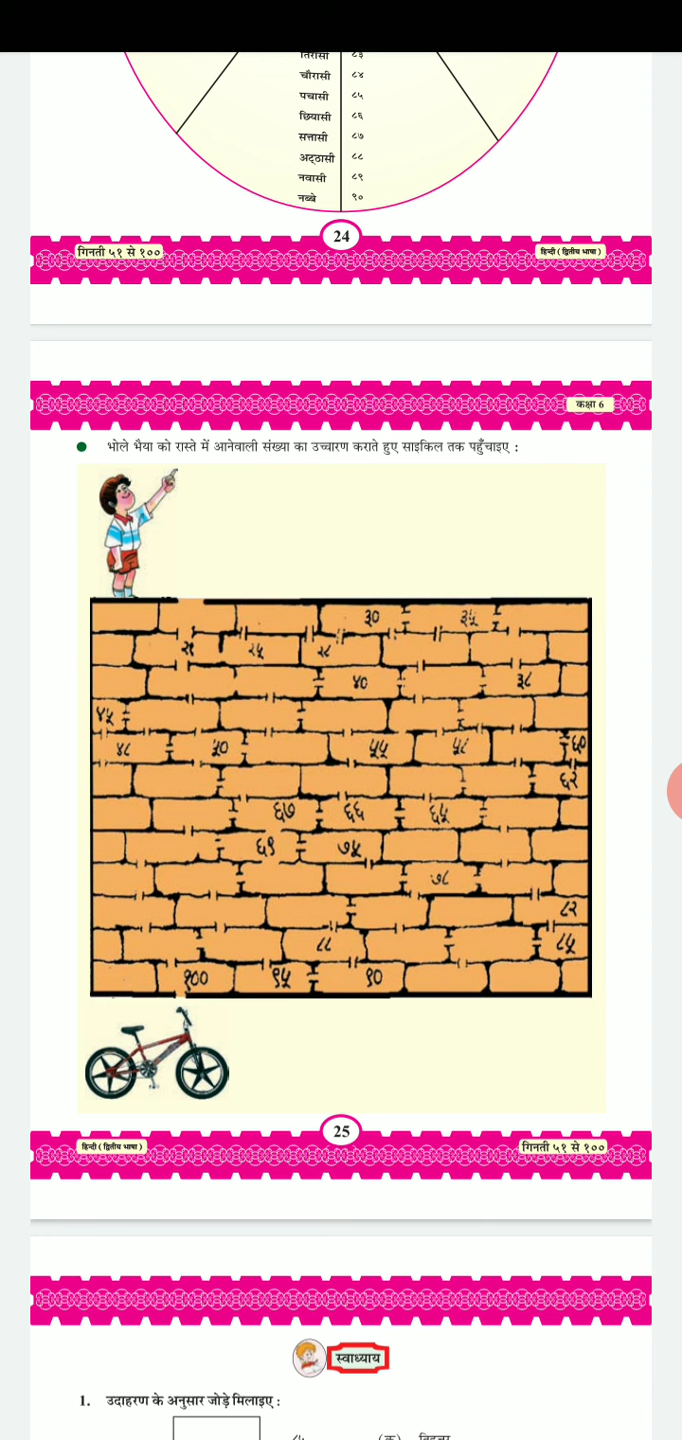 तिरासी ८३
चौरासी ८४
पचासी ८५
छियासी ८६
सत्तासी ८७
अट्ठासी ८८
नवासी ८९
नब्बे ९०
24
गिनती ५१ से १००
हिन्दी ( द्वितीय भाषा )
कक्षा 6
भोले भैया को रास्ते में आनेवाली संख्या का उच्चारण कराते हुए साइकिल तक पहुँचाइए :
३० ३५
२१ २५ २८
४० ३८
४५
४८ ५० ५५ ५८ ६०
६२
६७ ६६ ६५
६९ ७५
७८
८२
८८ ८५
१०० ९५ ९०
25
हिन्दी ( द्वितीय भाषा )
गिनती ५१ से १००
स्वाध्याय
1. उदाहरण के अनुसार जोड़े मिलाइए :
(क)